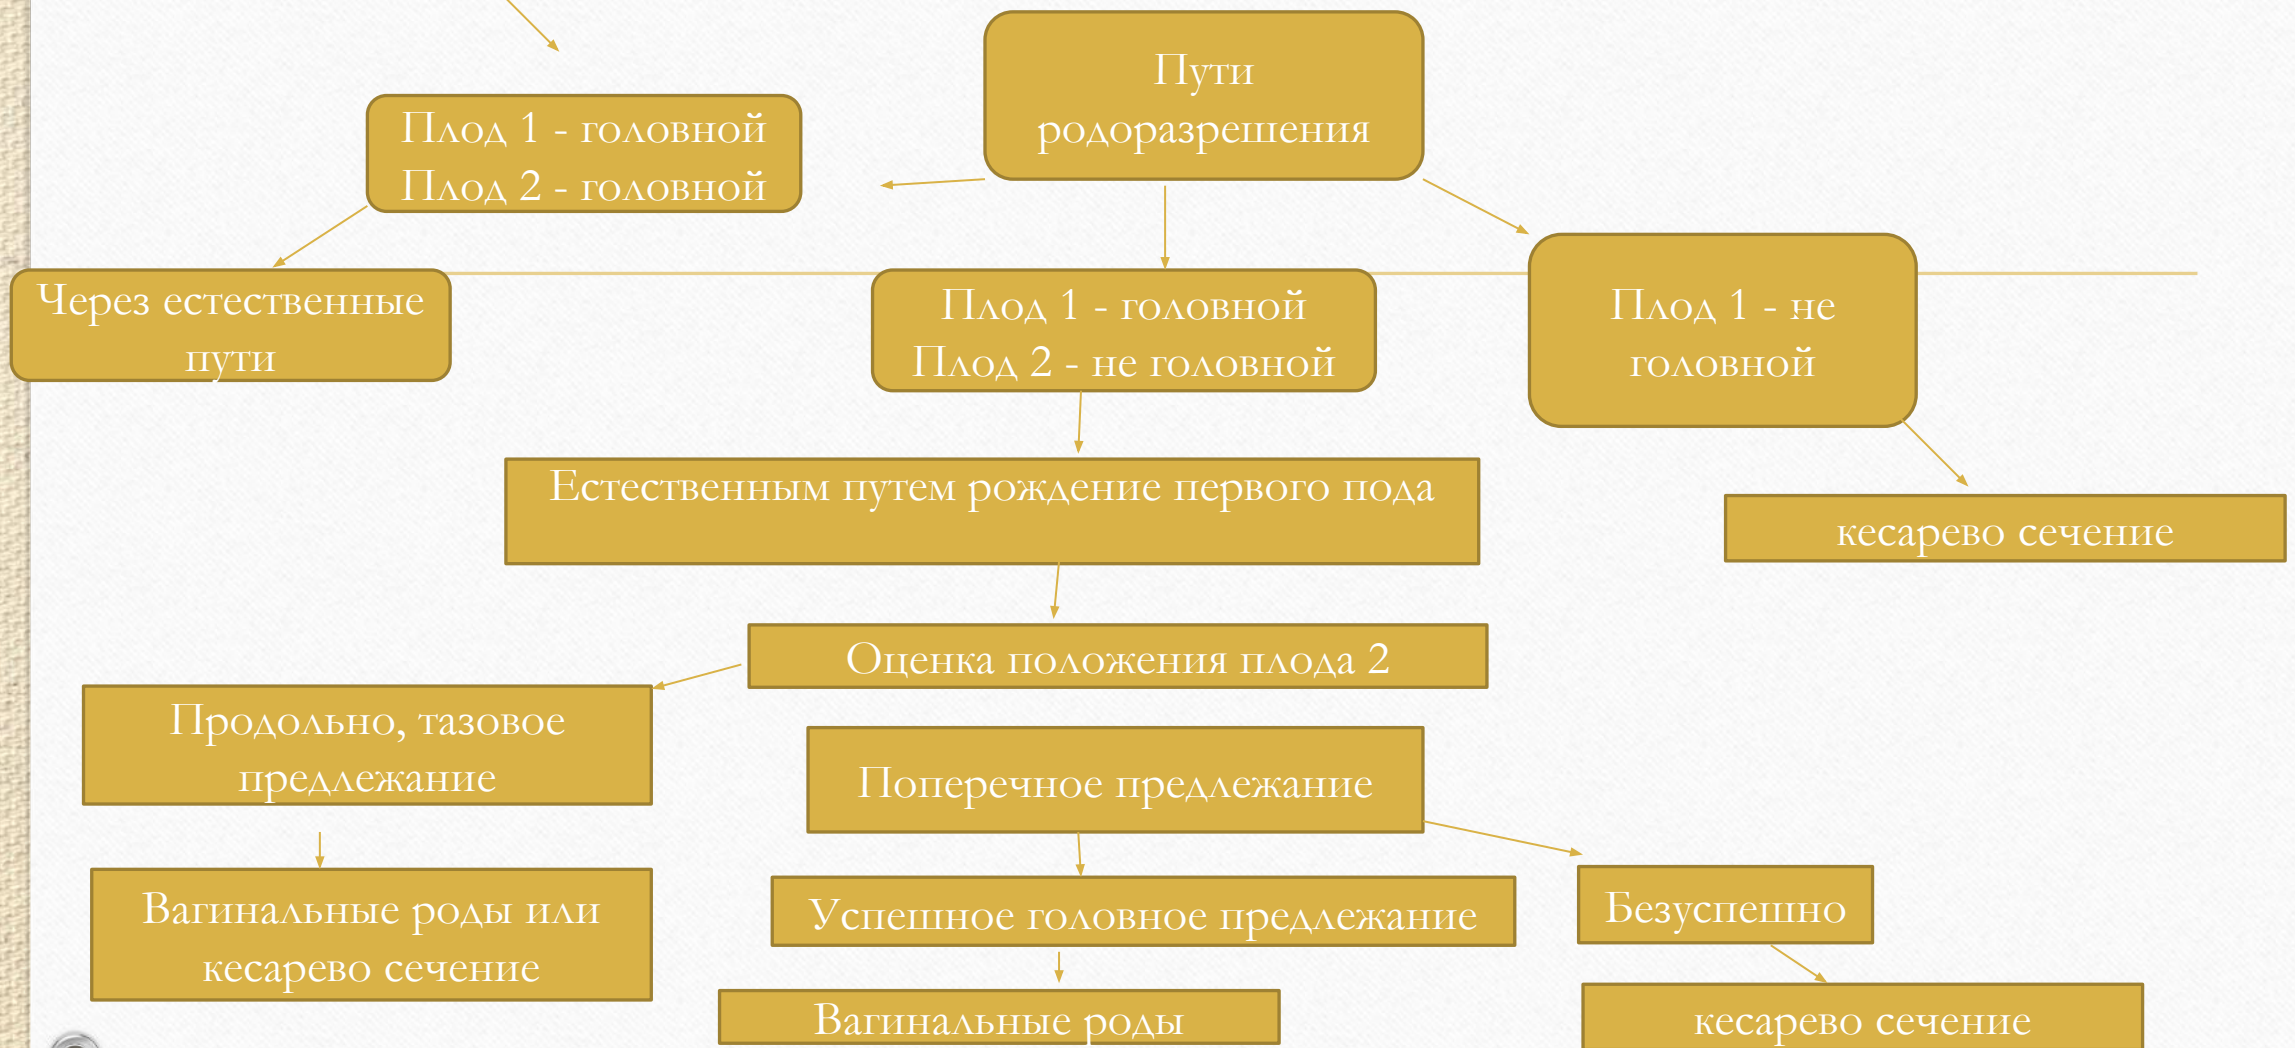 Пути
родоразрешения
Плод 1 - головной
Плод 2 - головной
Через естественные
пути
Плод 1 - головной
Плод 2 - не головной
Плод 1 - не
головной
Естественным путем рождение первого пода
кесарево сечение
Оценка положения плода 2
Продольно, тазовое
предлежание
Поперечное предлежание
Вагинальные роды или
кесарево сечение
Успешное головное предлежание
Безуспешно
Вагинальные роды
кесарево сечение